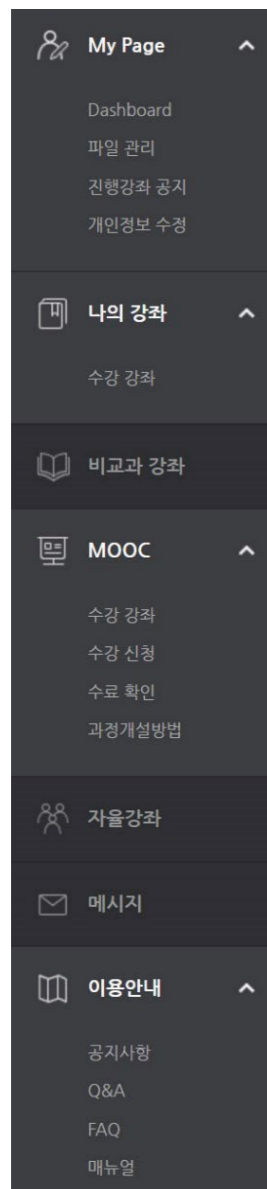 My Page
Dashboard
파일 관리
진행강좌 공지
개인정보 수정
나의 강좌
수강 강좌
비교과 강좌
MOOC
수강 강좌
수강 신청
수료 확인
과정개설방법
자율강좌
메시지
이용안내
공지사항
Q&A
FAQ
매뉴얼